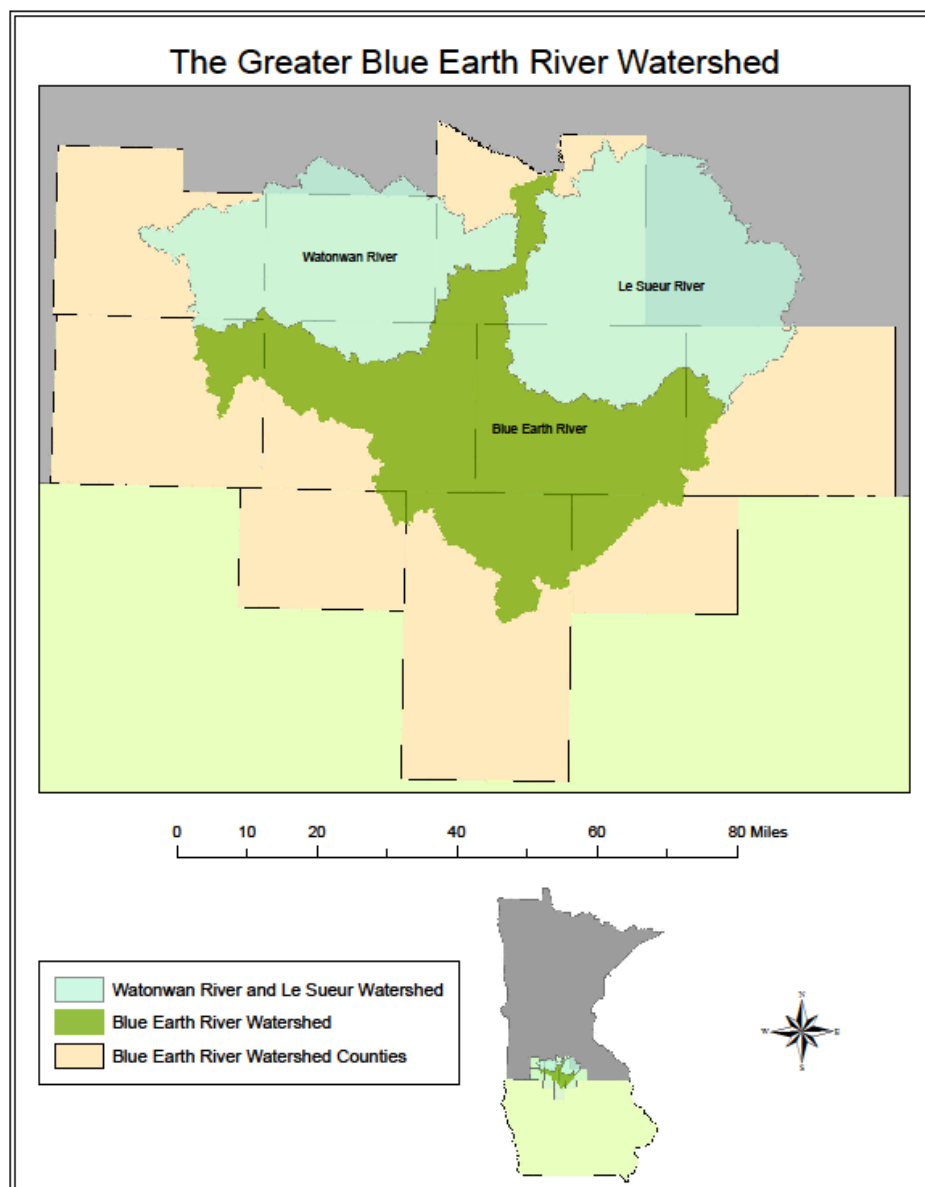 The Greater Blue Earth River Watershed
Watonwan River
Le Sueur River
Blue Earth River
0 10 20 40 60 80 Miles
Watonwan River and Le Sueur Watershed
Blue Earth River Watershed
Blue Earth River Watershed Counties
N
W E
S